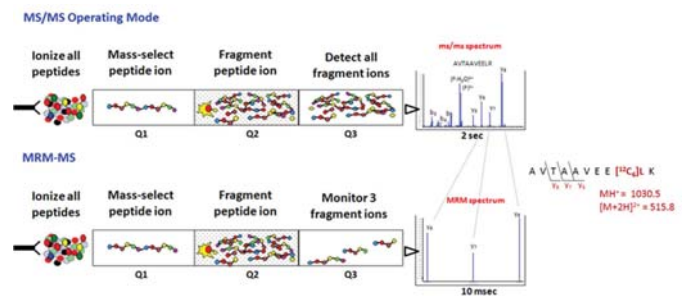 MS/MS Operating Mode
Ionize all
peptides
Mass-select
peptide ion
Fragment
peptide ion
Detect all
fragment ions
Q1
Q2
Q3
ms/ms spectrum
AVTAAVEELR
2 sec
MRM-MS
Ionize all
peptides
Mass-select
peptide ion
Fragment
peptide ion
Monitor 3
fragment ions
Q1
Q2
Q3
MRM spectrum
10 msec
A V T A A V E E [¹³C₆]L K
MH⁺ = 1030.5
[M+2H]²⁺ = 515.8